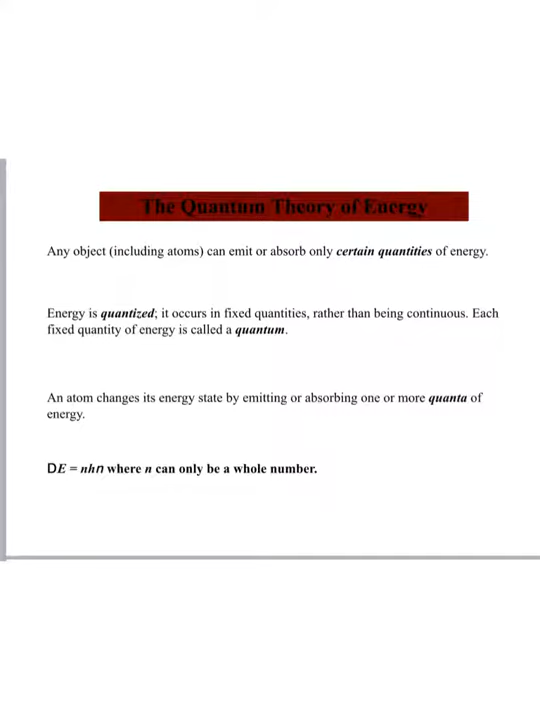 The Quantum Theory of Energy
Any object (including atoms) can emit or absorb only certain quantities of energy.
Energy is quantized; it occurs in fixed quantities, rather than being continuous. Each
fixed quantity of energy is called a quantum.
An atom changes its energy state by emitting or absorbing one or more quanta of
energy.
DE = nhn where n can only be a whole number.